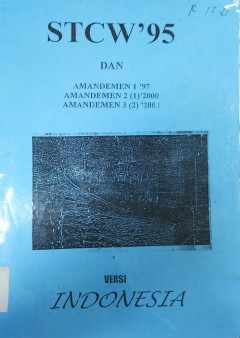 STCW'95
DAN
AMANDEMEN 1 '97
AMANDEMEN 2 (1)'2000
AMANDEMEN 3 (2) '2001
VERSI
INDONESIA